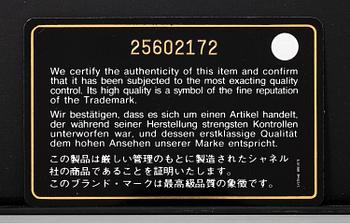 25602172
We certify the authenticity of this item and confirm
that it has been subjected to the most exacting quality
control. Its high quality is a symbol of the fine reputation
of the Trademark.
Wir bestätigen, dass es sich um einen Artikel handelt,
der während seiner Herstellung strengsten Kontrollen
unterworfen war, und dessen erstklassige Qualität
dem hohen Ansehen unserer Marke entspricht.
この製品は厳しい管理のもとに製造されたシャネル
社の商品であることを証明いたします。
このブランド・マークは最高級品質の象徴です。